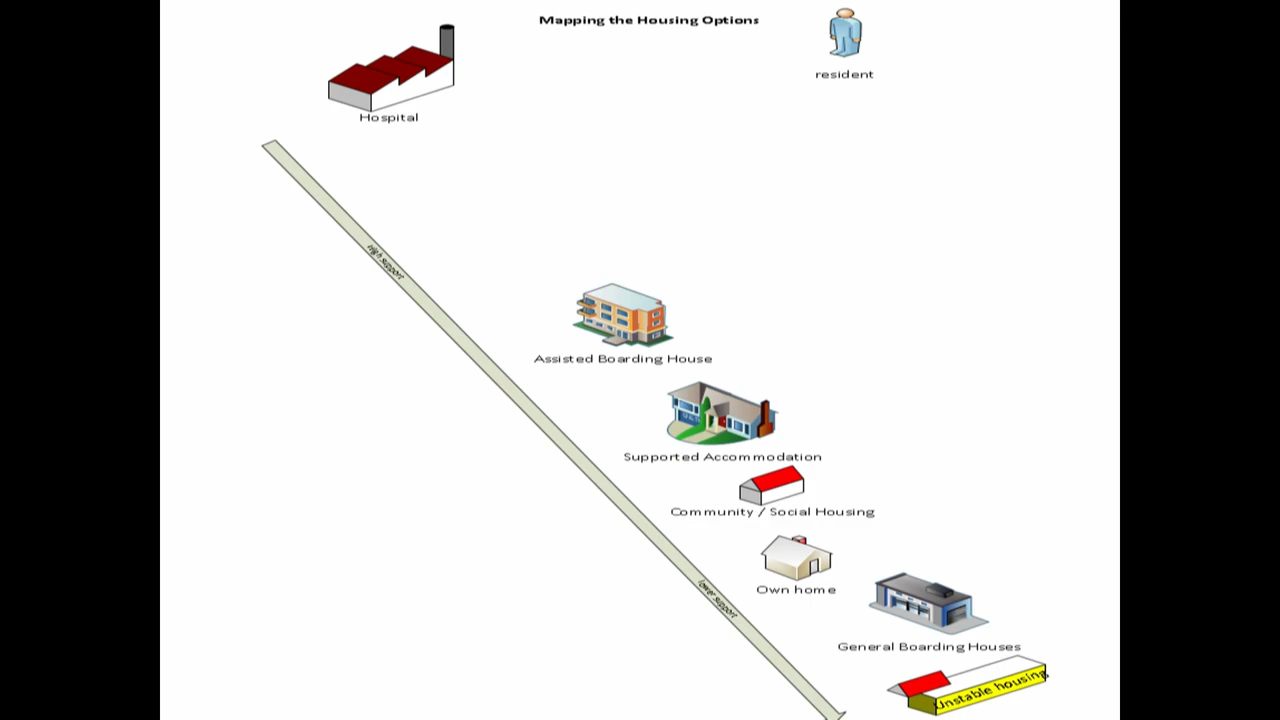 Mapping the Housing Options
resident
Hospital
High support
Assisted Boarding House
Supported Accommodation
Community / Social Housing
lower support
Own home
General Boarding Houses
Unstable housing